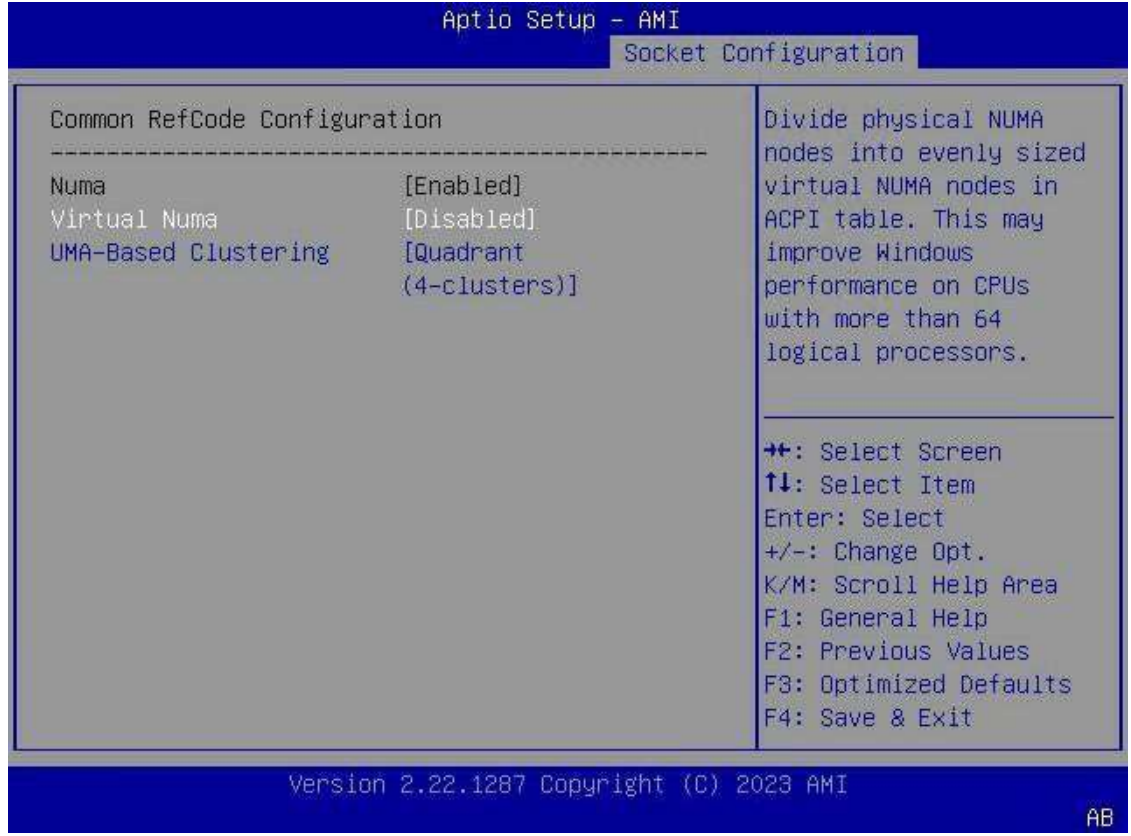 Aptio Setup – AMI
Socket Configuration
Common RefCode Configuration
------------------------------------------------
Numa [Enabled]
Virtual Numa [Disabled]
UMA-Based Clustering [Quadrant
(4-clusters)]
Divide physical NUMA
nodes into evenly sized
virtual NUMA nodes in
ACPI table. This may
improve Windows
performance on CPUs
with more than 64
logical processors.
→←: Select Screen
↑↓: Select Item
Enter: Select
+/-: Change Opt.
K/M: Scroll Help Area
F1: General Help
F2: Previous Values
F3: Optimized Defaults
F4: Save & Exit
Version 2.22.1287 Copyright (C) 2023 AMI
AB